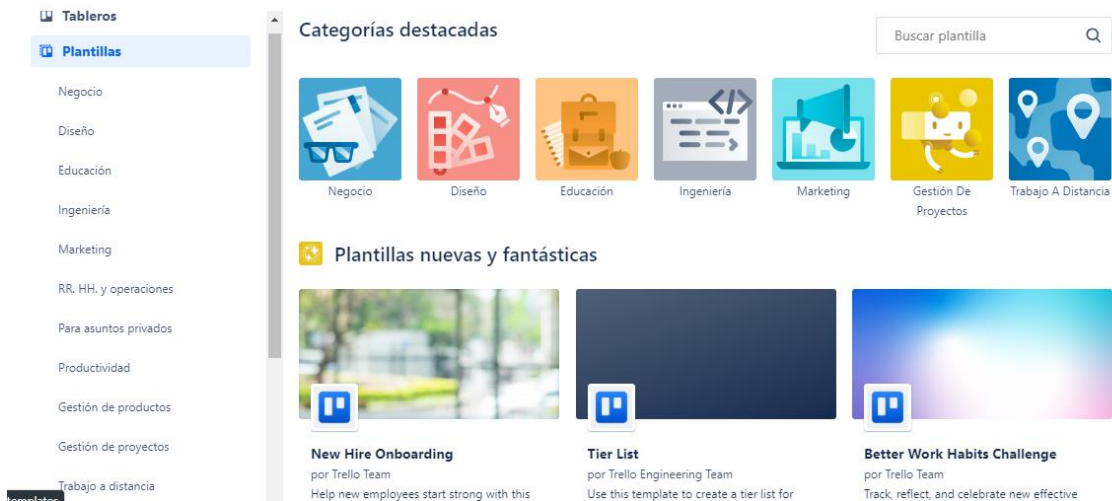 Tableros
Plantillas
Negocio
Diseño
Educación
Ingeniería
Marketing
RR. HH. y operaciones
Para asuntos privados
Productividad
Gestión de productos
Gestión de proyectos
Trabajo a distancia
templates
Categorías destacadas
Buscar plantilla
</>
Negocio
Diseño
Educación
Ingeniería
Marketing
Gestión De
Proyectos
Trabajo A Distancia
Plantillas nuevas y fantásticas
New Hire Onboarding
por Trello Team
Help new employees start strong with this
Tier List
por Trello Engineering Team
Use this template to create a tier list for
Better Work Habits Challenge
por Trello Team
Track, reflect, and celebrate new effective